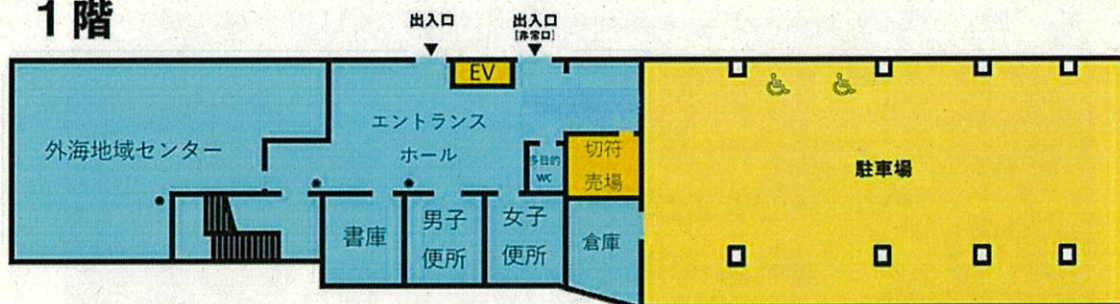 1階
出入口
出入口
[非常口]
EV
エントランス
ホール
外海地域センター
多目的
WC
切符
売場
駐車場
書庫
男子
便所
女子
便所
倉庫